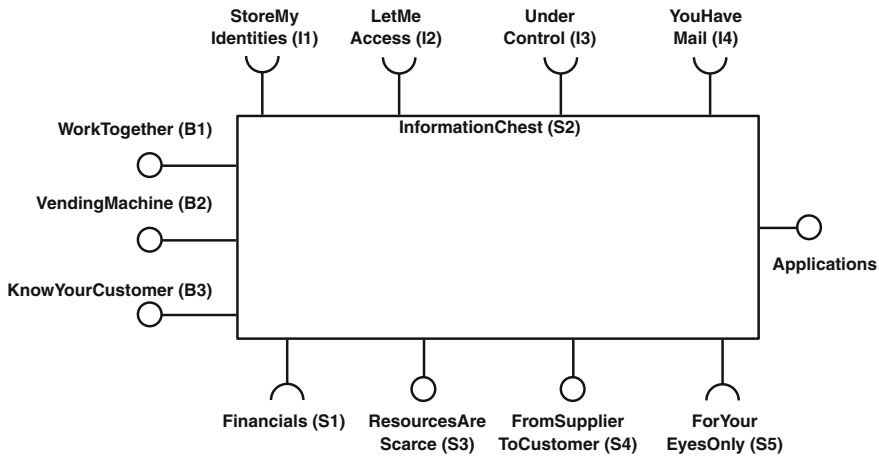 StoreMy
Identities (I1)
LetMe
Access (I2)
Under
Control (I3)
YouHave
Mail (I4)
InformationChest (S2)
WorkTogether (B1)
VendingMachine (B2)
KnowYourCustomer (B3)
Applications
Financials (S1)
ResourcesAre
Scarce (S3)
FromSupplier
ToCustomer (S4)
ForYour
EyesOnly (S5)